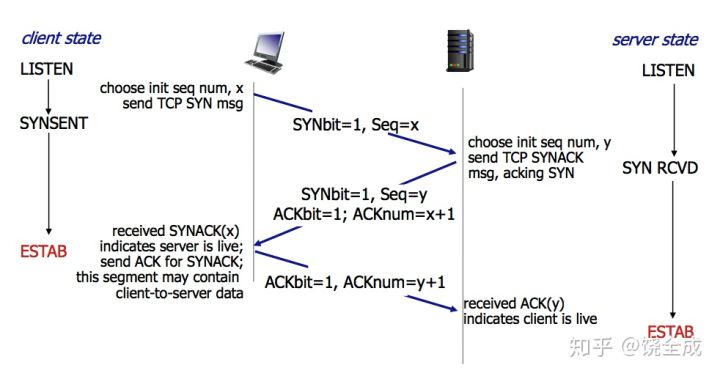 client state
server state
LISTEN
LISTEN
choose init seq num, x
send TCP SYN msg
SYNSENT
SYNbit=1, Seq=x
choose init seq num, y
send TCP SYNACK
msg, acking SYN
SYN RCVD
SYNbit=1, Seq=y
ACKbit=1; ACKnum=x+1
received SYNACK(x)
indicates server is live;
send ACK for SYNACK;
this segment may contain
client-to-server data
ESTAB
ACKbit=1, ACKnum=y+1
received ACK(y)
indicates client is live
ESTAB
知乎 @饶全成